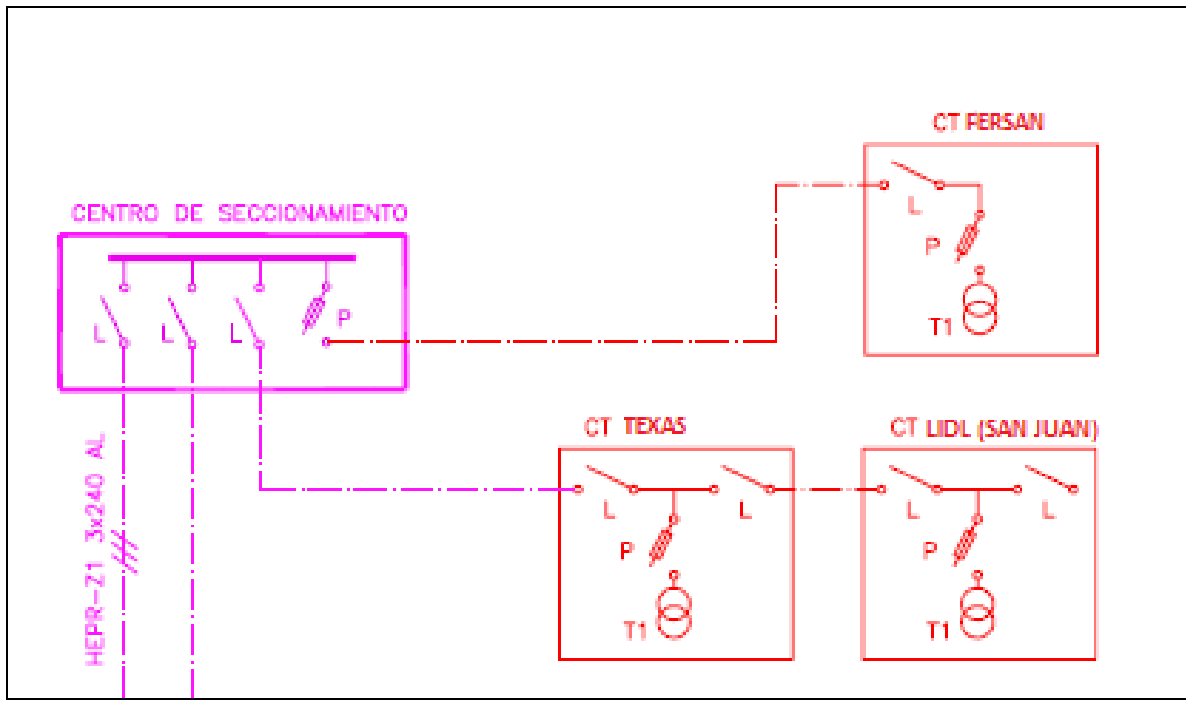 CT FERSAN
L
P
T1
CENTRO DE SECCIONAMIENTO
L
L
L
P
HEPR-Z1 3x240 AL
CT TEXAS
L
L
P
T1
CT LIDL (SAN JUAN)
L
L
P
T1